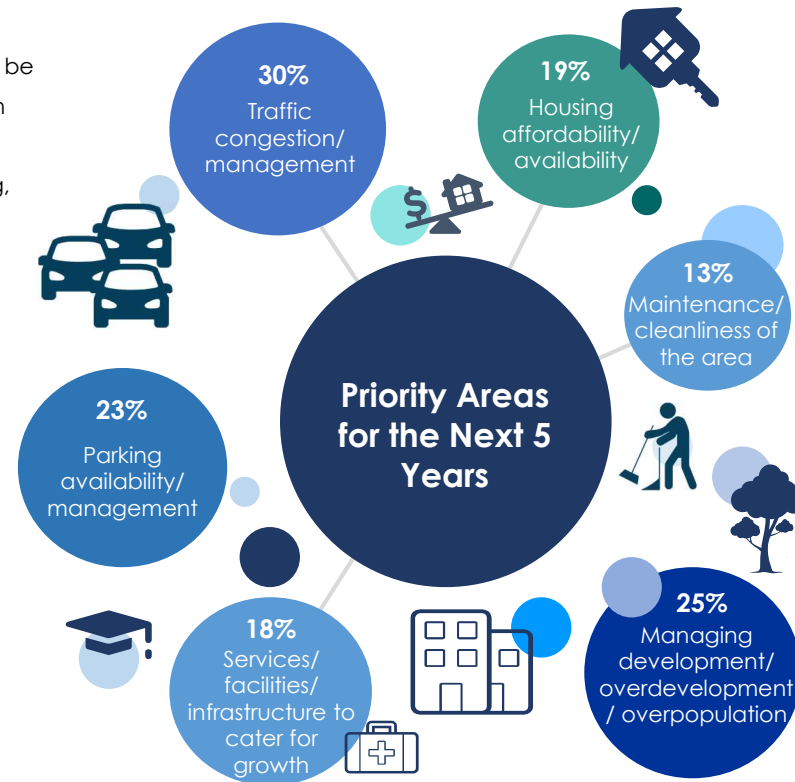 be
n
g,
30%
Traffic
congestion/
management
19%
Housing
affordability/
availability
$
13%
Maintenance/
cleanliness of
the area
Priority Areas
for the Next 5
Years
23%
Parking
availability/
management
18%
Services/
facilities/
infrastructure to
cater for
growth
25%
Managing
development/
overdevelopment
/ overpopulation